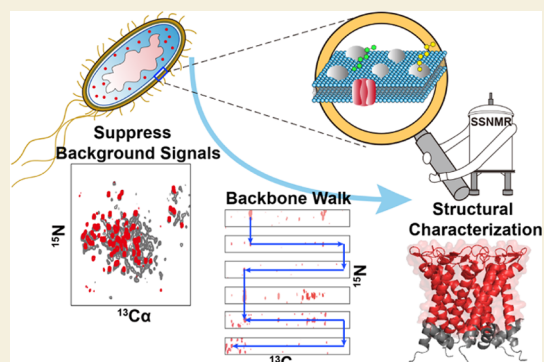 SSNMR
Suppress
Background Signals
Backbone Walk
Structural
Characterization
15N
15N
13Cα
13C